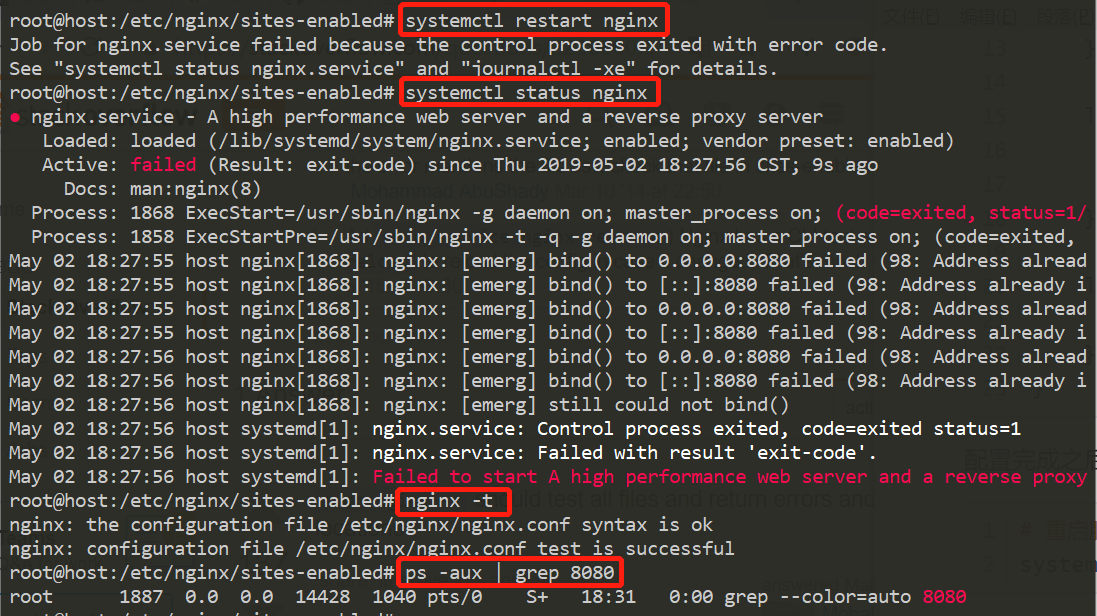 root@host:/etc/nginx/sites-enabled# systemctl restart nginx
Job for nginx.service failed because the control process exited with error code.
See "systemctl status nginx.service" and "journalctl -xe" for details.
root@host:/etc/nginx/sites-enabled# systemctl status nginx
● nginx.service - A high performance web server and a reverse proxy server
Loaded: loaded (/lib/systemd/system/nginx.service; enabled; vendor preset: enabled)
Active: failed (Result: exit-code) since Thu 2019-05-02 18:27:56 CST; 9s ago
Docs: man:nginx(8)
Process: 1868 ExecStart=/usr/sbin/nginx -g daemon on; master_process on; (code=exited, status=1/
Process: 1858 ExecStartPre=/usr/sbin/nginx -t -q -g daemon on; master_process on; (code=exited,
May 02 18:27:55 host nginx[1868]: nginx: [emerg] bind() to 0.0.0.0:8080 failed (98: Address alread
May 02 18:27:55 host nginx[1868]: nginx: [emerg] bind() to [::]:8080 failed (98: Address already i
May 02 18:27:55 host nginx[1868]: nginx: [emerg] bind() to 0.0.0.0:8080 failed (98: Address alread
May 02 18:27:55 host nginx[1868]: nginx: [emerg] bind() to [::]:8080 failed (98: Address already i
May 02 18:27:56 host nginx[1868]: nginx: [emerg] bind() to 0.0.0.0:8080 failed (98: Address alread
May 02 18:27:56 host nginx[1868]: nginx: [emerg] bind() to [::]:8080 failed (98: Address already i
May 02 18:27:56 host nginx[1868]: nginx: [emerg] still could not bind()
May 02 18:27:56 host systemd[1]: nginx.service: Control process exited, code=exited status=1
May 02 18:27:56 host systemd[1]: nginx.service: Failed with result 'exit-code'.
May 02 18:27:56 host systemd[1]: Failed to start A high performance web server and a reverse proxy
root@host:/etc/nginx/sites-enabled# nginx -t
nginx: the configuration file /etc/nginx/nginx.conf syntax is ok
nginx: configuration file /etc/nginx/nginx.conf test is successful
root@host:/etc/nginx/sites-enabled# ps -aux | grep 8080
root 1887 0.0 0.0 14428 1040 pts/0 S+ 18:31 0:00 grep --color=auto 8080